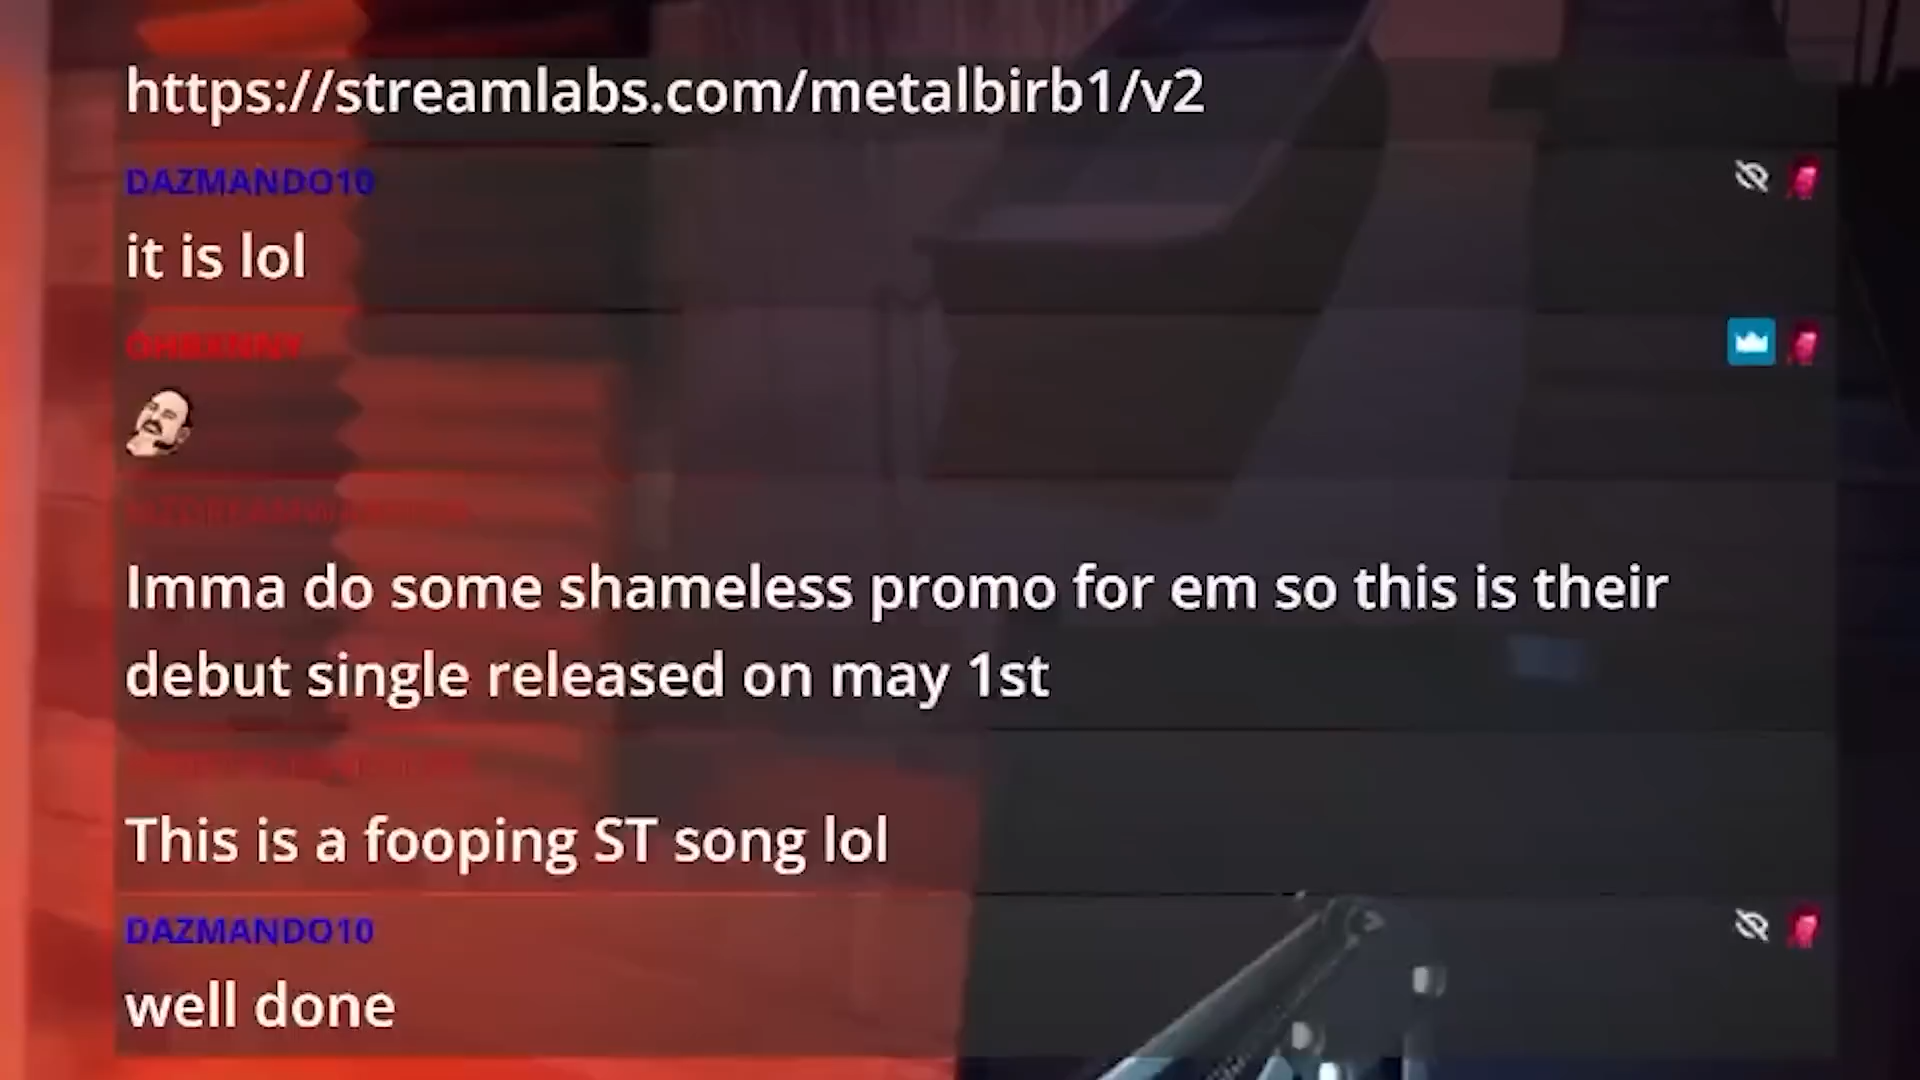 https://streamlabs.com/metalbirb1/v2
DAZMANDO10
it is lol
Imma do some shameless promo for em so this is their
debut single released on may 1st
This is a fooping ST song lol
DAZMANDO10
well done